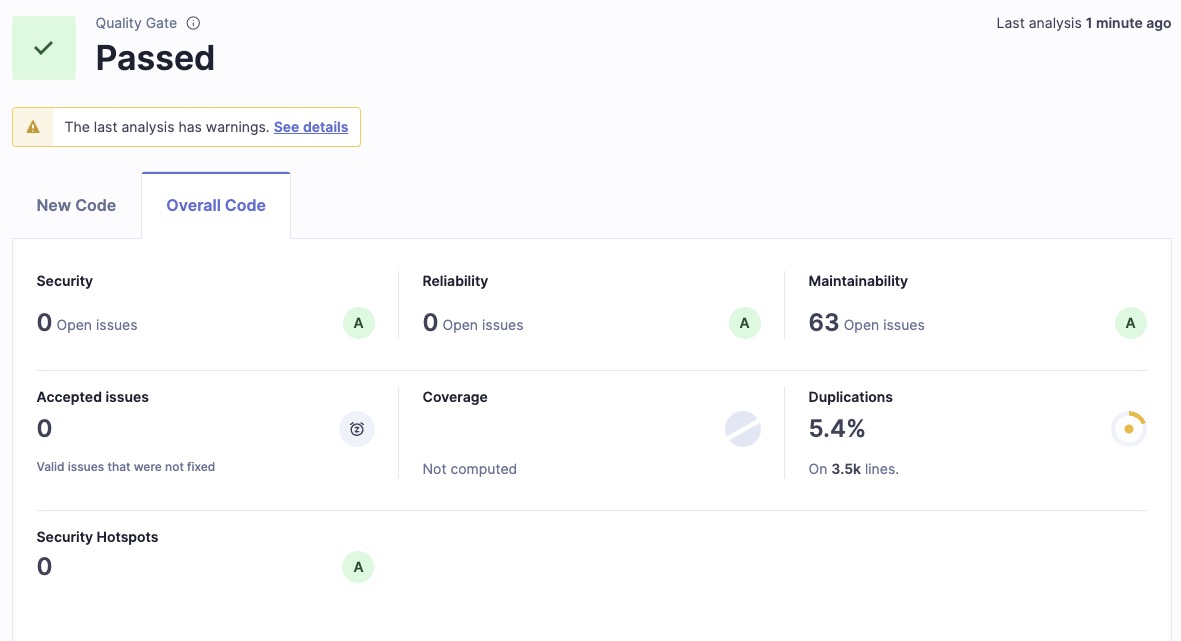 Quality Gate
Passed
Last analysis 1 minute ago
The last analysis has warnings. See details
New Code
Overall Code
Security
0 Open issues
A
Reliability
0 Open issues
A
Maintainability
63 Open issues
A
Accepted issues
0
Valid issues that were not fixed
Coverage
Not computed
Duplications
5.4%
On 3.5k lines.
Security Hotspots
0
A